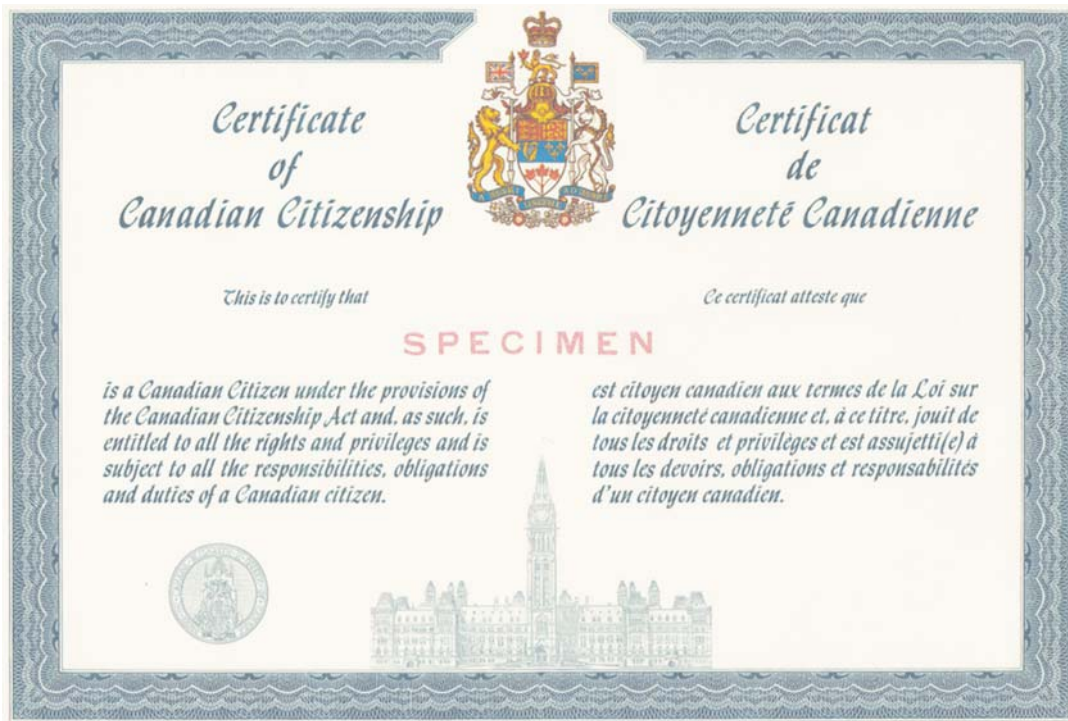 Certificate
of
Canadian Citizenship
Certificat
de
Citoyenneté Canadienne
This is to certify that
Ce certificat atteste que
SPECIMEN
is a Canadian Citizen under the provisions of
the Canadian Citizenship Act and, as such, is
entitled to all the rights and privileges and is
subject to all the responsibilities, obligations
and duties of a Canadian citizen.
est citoyen canadien aux termes de la Loi sur
la citoyenneté canadienne et, à ce titre, jouit de
tous les droits et privilèges et est assujetti(e) à
tous les devoirs, obligations et responsabilités
d'un citoyen canadien.